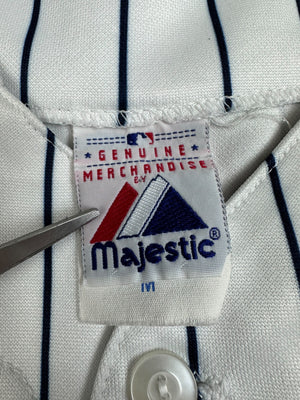 GENUINE
MERCHANDISE
BY
Majestic®
M